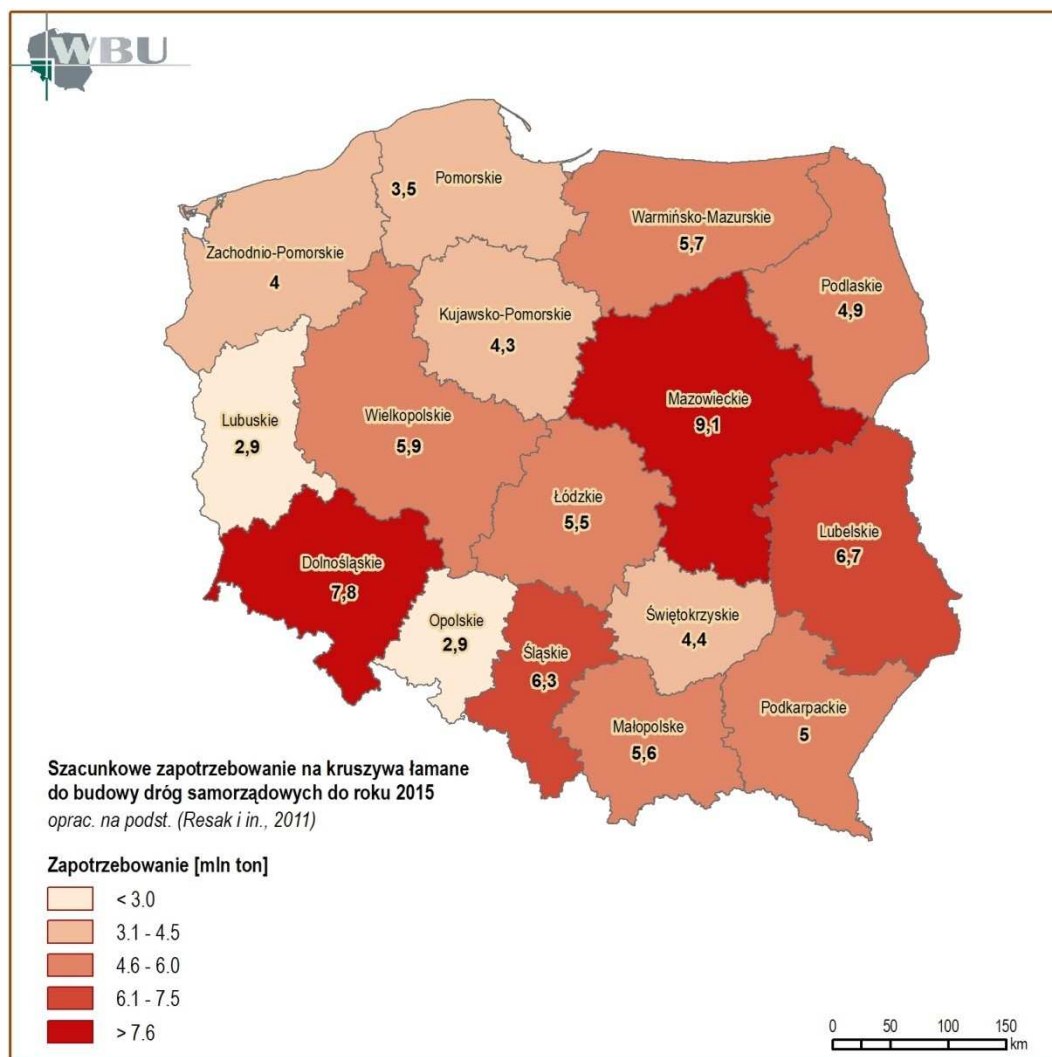 WBU
Pomorskie
3,5
Warmińsko-Mazurskie
5,7
Zachodnio-Pomorskie
4
Podlaskie
4,9
Kujawsko-Pomorskie
4,3
Mazowieckie
9,1
Lubuskie
2,9
Wielkopolskie
5,9
Łódzkie
5,5
Lubelskie
6,7
Dolnośląskie
7,8
Opolskie
2,9
Śląskie
6,3
Świętokrzyskie
4,4
Małopolske
5,6
Podkarpackie
5
Szacunkowe zapotrzebowanie na kruszywa łamane
do budowy dróg samorządowych do roku 2015
oprac. na podst. (Resak i in., 2011)
Zapotrzebowanie [mln ton]
< 3.0
3.1 - 4.5
4.6 - 6.0
6.1 - 7.5
> 7.6
0 25 50 100 150
km